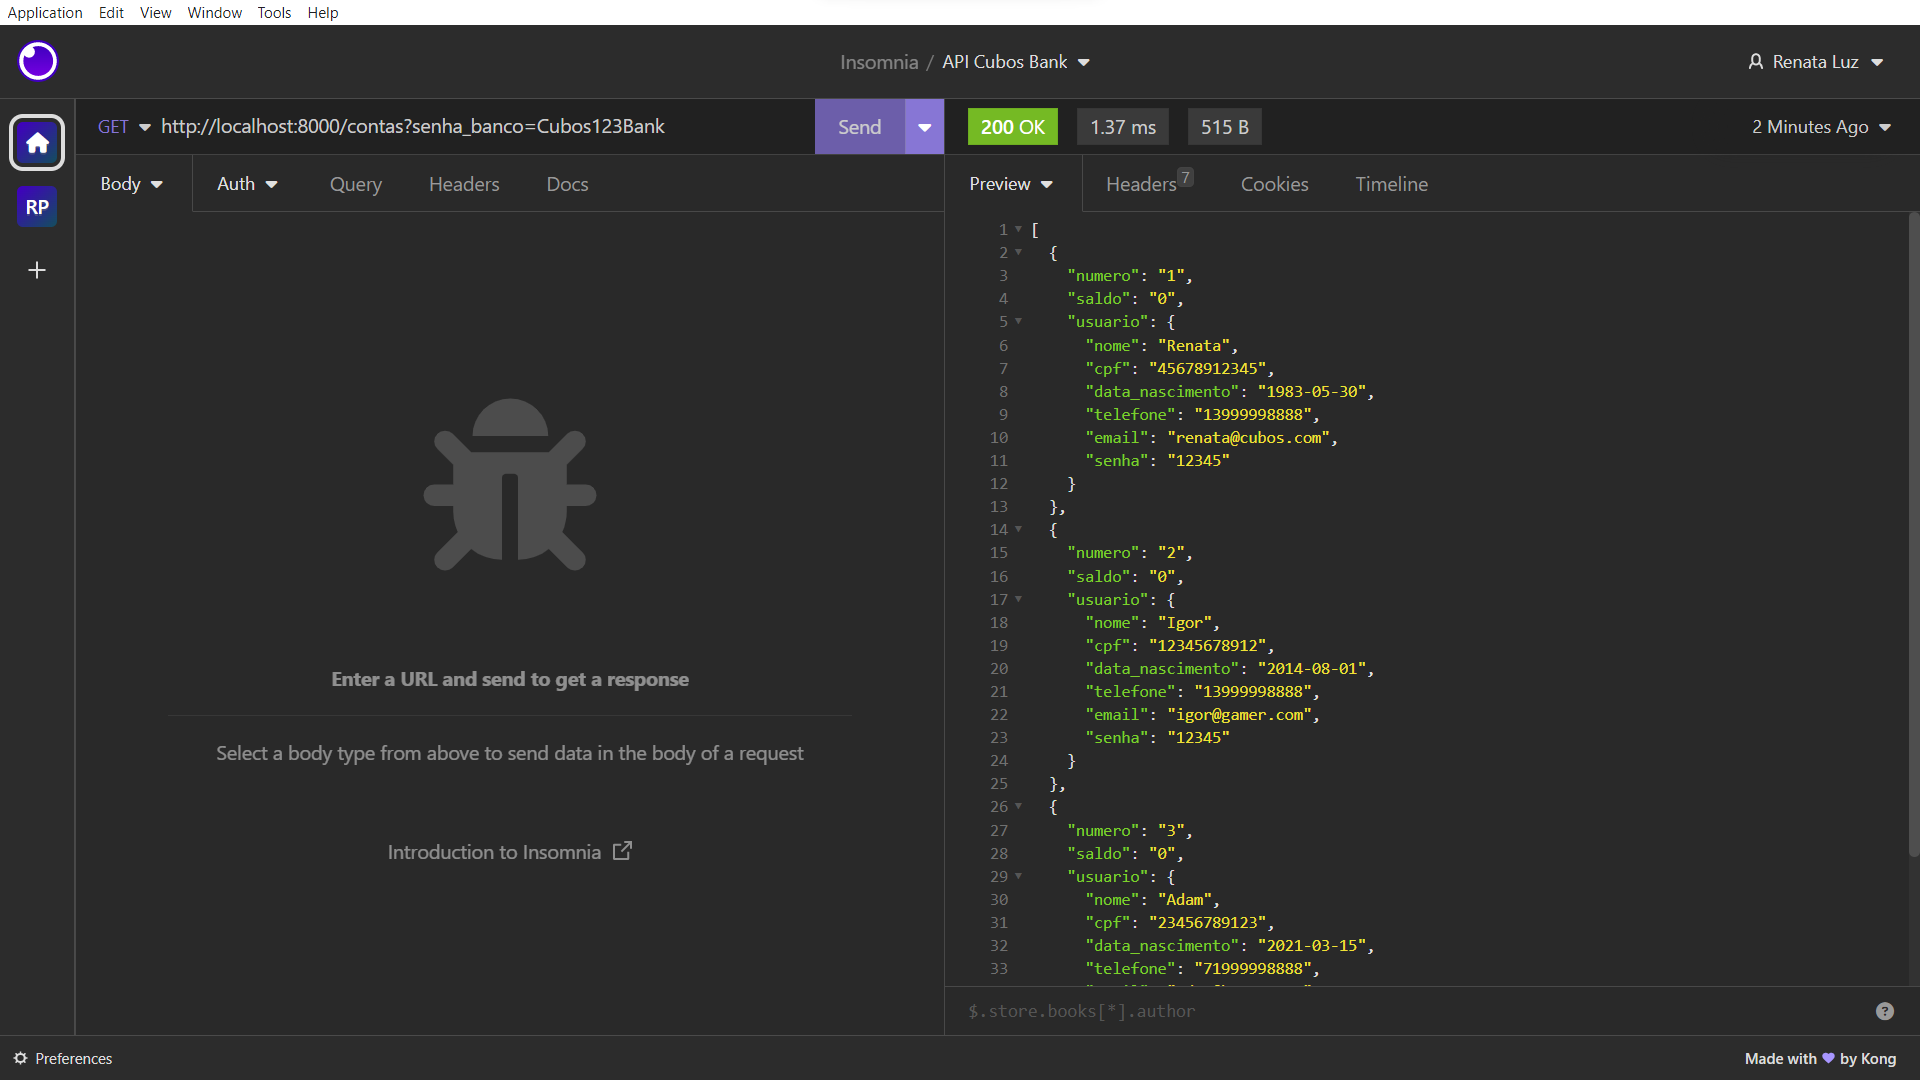 Application Edit View Window Tools Help
Insomnia / API Cubos Bank
Renata Luz
GET http://localhost:8000/contas?senha_banco=Cubos123Bank
Send
200 OK 1.37 ms 515 B
2 Minutes Ago
Body Auth Query Headers Docs
Preview Headers 7 Cookies Timeline
RP
Enter a URL and send to get a response
Select a body type from above to send data in the body of a request
Introduction to Insomnia
1 [
2 {
3 "numero": "1",
4 "saldo": "0",
5 "usuario": {
6 "nome": "Renata",
7 "cpf": "45678912345",
8 "data_nascimento": "1983-05-30",
9 "telefone": "13999998888",
10 "email": "renata@cubos.com",
11 "senha": "12345"
12 }
13 },
14 {
15 "numero": "2",
16 "saldo": "0",
17 "usuario": {
18 "nome": "Igor",
19 "cpf": "12345678912",
20 "data_nascimento": "2014-08-01",
21 "telefone": "13999998888",
22 "email": "igor@gamer.com",
23 "senha": "12345"
24 }
25 },
26 {
27 "numero": "3",
28 "saldo": "0",
29 "usuario": {
30 "nome": "Adam",
31 "cpf": "23456789123",
32 "data_nascimento": "2021-03-15",
33 "telefone": "71999998888",
$.store.books[*].author
?
Preferences
Made with by Kong